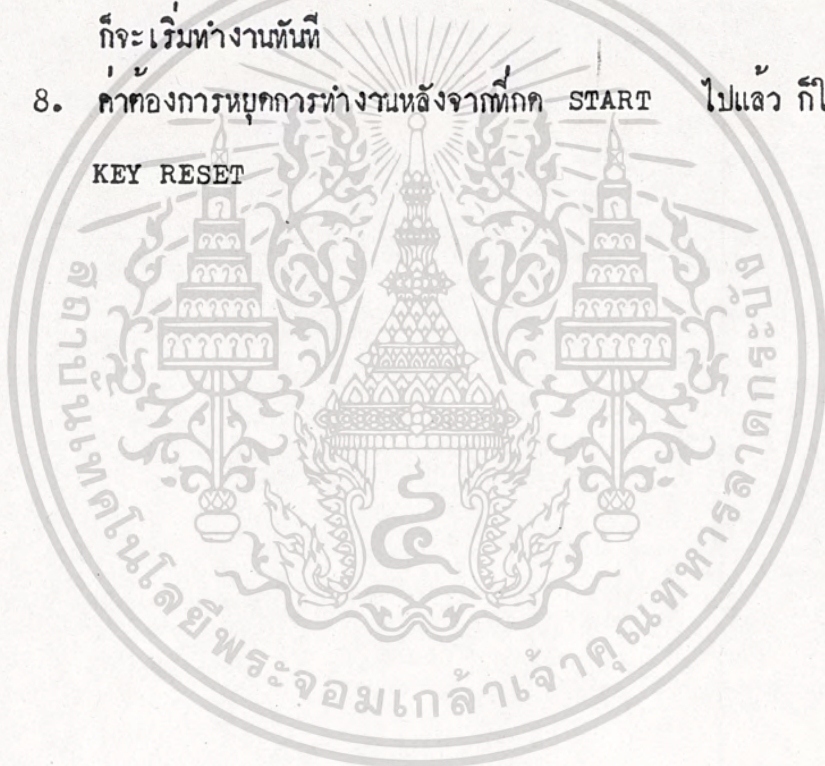 ก็จะเริ่มทำงานทันที
8. ค่าต้องการหยุดการทำงานหลังจากที่กด START ไปแล้ว ก็ใ
KEY RESET
สถาบันเทคโนโลยีพระจอมเกล้าเจ้าคุณทหารลาดกระบัง